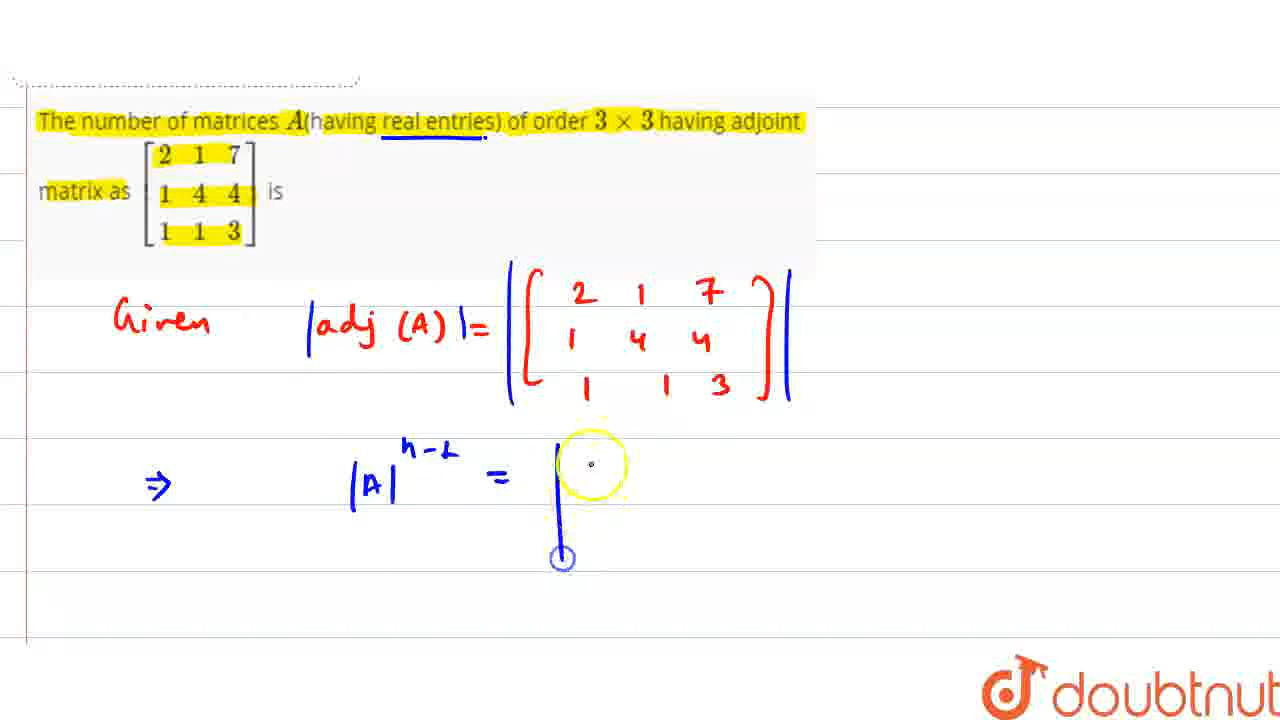 The number of matrices A(having real entries) of order 3 × 3 having adjoint
matrix as [2 1 7
1 4 4
1 1 3] is
Given |adj (A)| = |[2 1 7
1 4 4
1 1 3]|
⇒ |A|^{n-1} = |
doubtnut